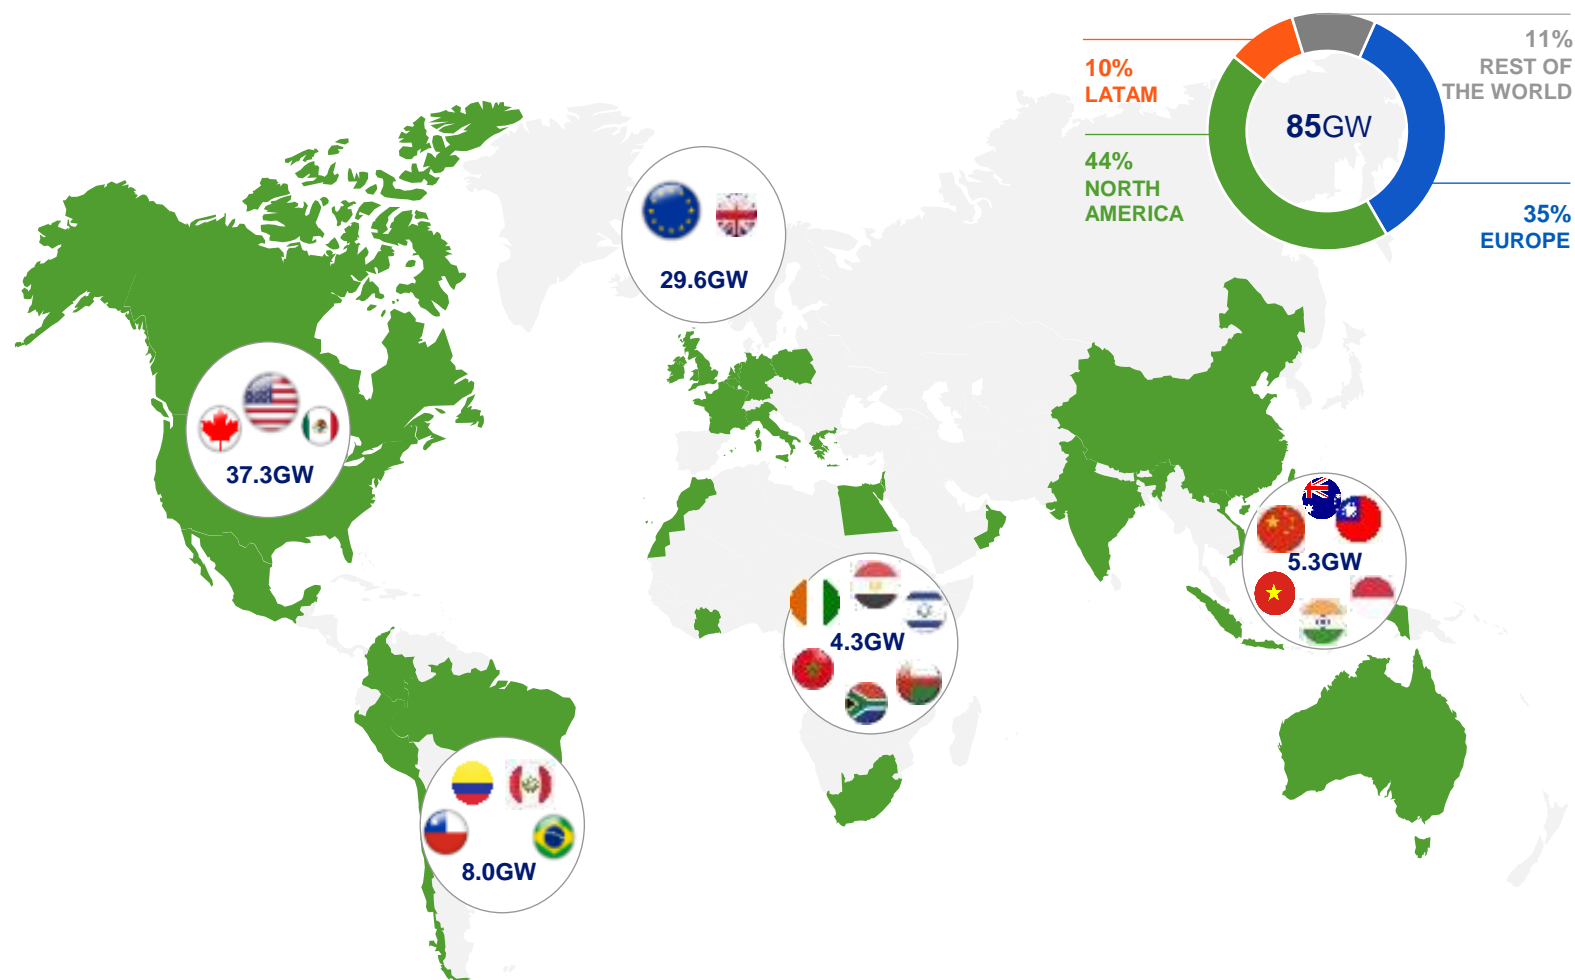 11%
REST OF
THE WORLD
10%
LATAM
85GW
44%
NORTH
AMERICA
35%
EUROPE
29.6GW
37.3GW
5.3GW
4.3GW
8.0GW